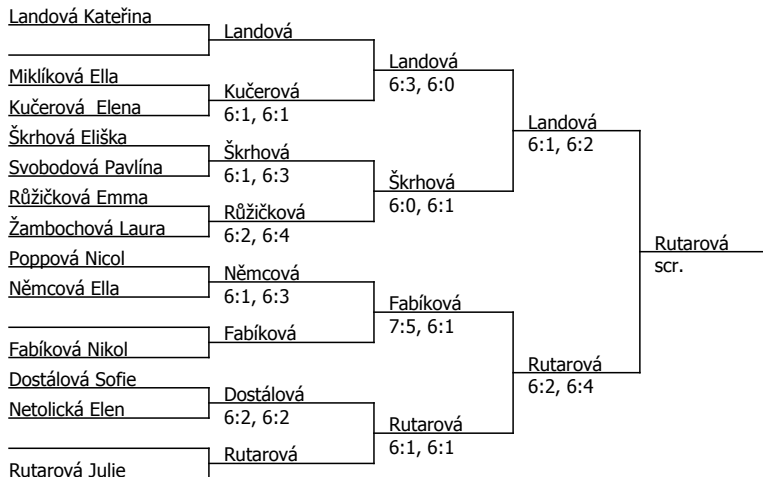 Landová Kateřina
Miklíková Ella
Kučerová  Elena
Škrhová Eliška
Svobodová Pavlína
Růžičková Emma
Žambochová Laura
Poppová Nicol
Němcová Ella
Fabíková Nikol
Dostálová Sofie
Netolická Elen
Rutarová Julie
Landová
Kučerová
6:1, 6:1
Škrhová
6:1, 6:3
Růžičková
6:2, 6:4
Němcová
6:1, 6:3
Fabíková
Dostálová
6:2, 6:2
Rutarová
Landová
6:3, 6:0
Škrhová
6:0, 6:1
Fabíková
7:5, 6:1
Rutarová
6:1, 6:1
Landová
6:1, 6:2
Rutarová
6:2, 6:4
Rutarová
scr.